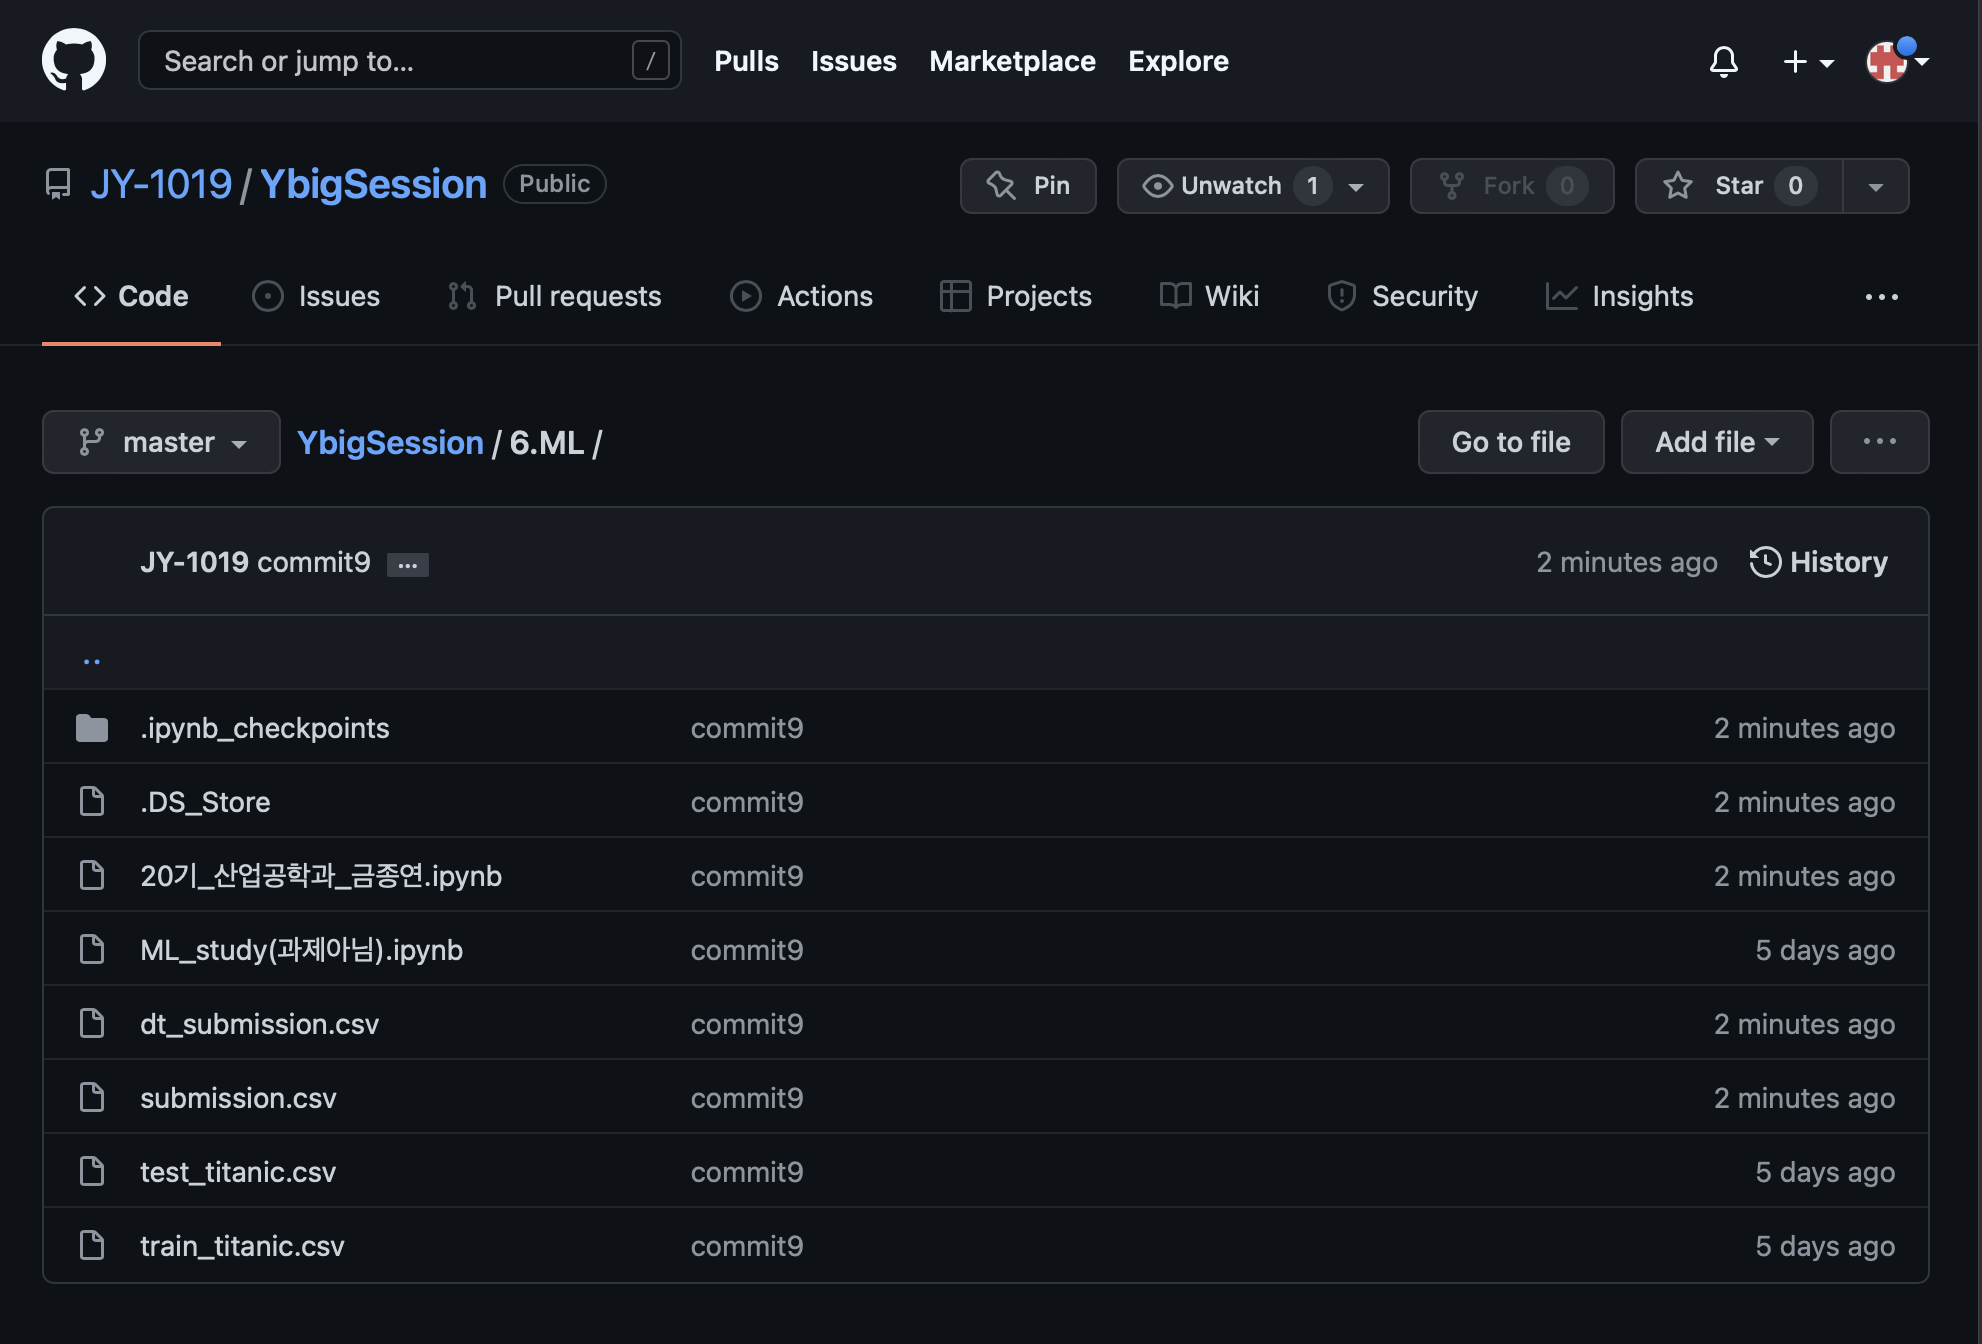 Search or jump to... / Pulls Issues Marketplace Explore
JY-1019 / YbigSession Public Pin Unwatch 1 Fork 0 Star 0
Code Issues Pull requests Actions Projects Wiki Security Insights ...
master YbigSession / 6.ML / Go to file Add file ...
JY-1019 commit9 ... 2 minutes ago History
..
.ipynb_checkpoints commit9 2 minutes ago
.DS_Store commit9 2 minutes ago
20기_산업공학과_금종연.ipynb commit9 2 minutes ago
ML_study(과제아님).ipynb commit9 5 days ago
dt_submission.csv commit9 2 minutes ago
submission.csv commit9 2 minutes ago
test_titanic.csv commit9 5 days ago
train_titanic.csv commit9 5 days ago